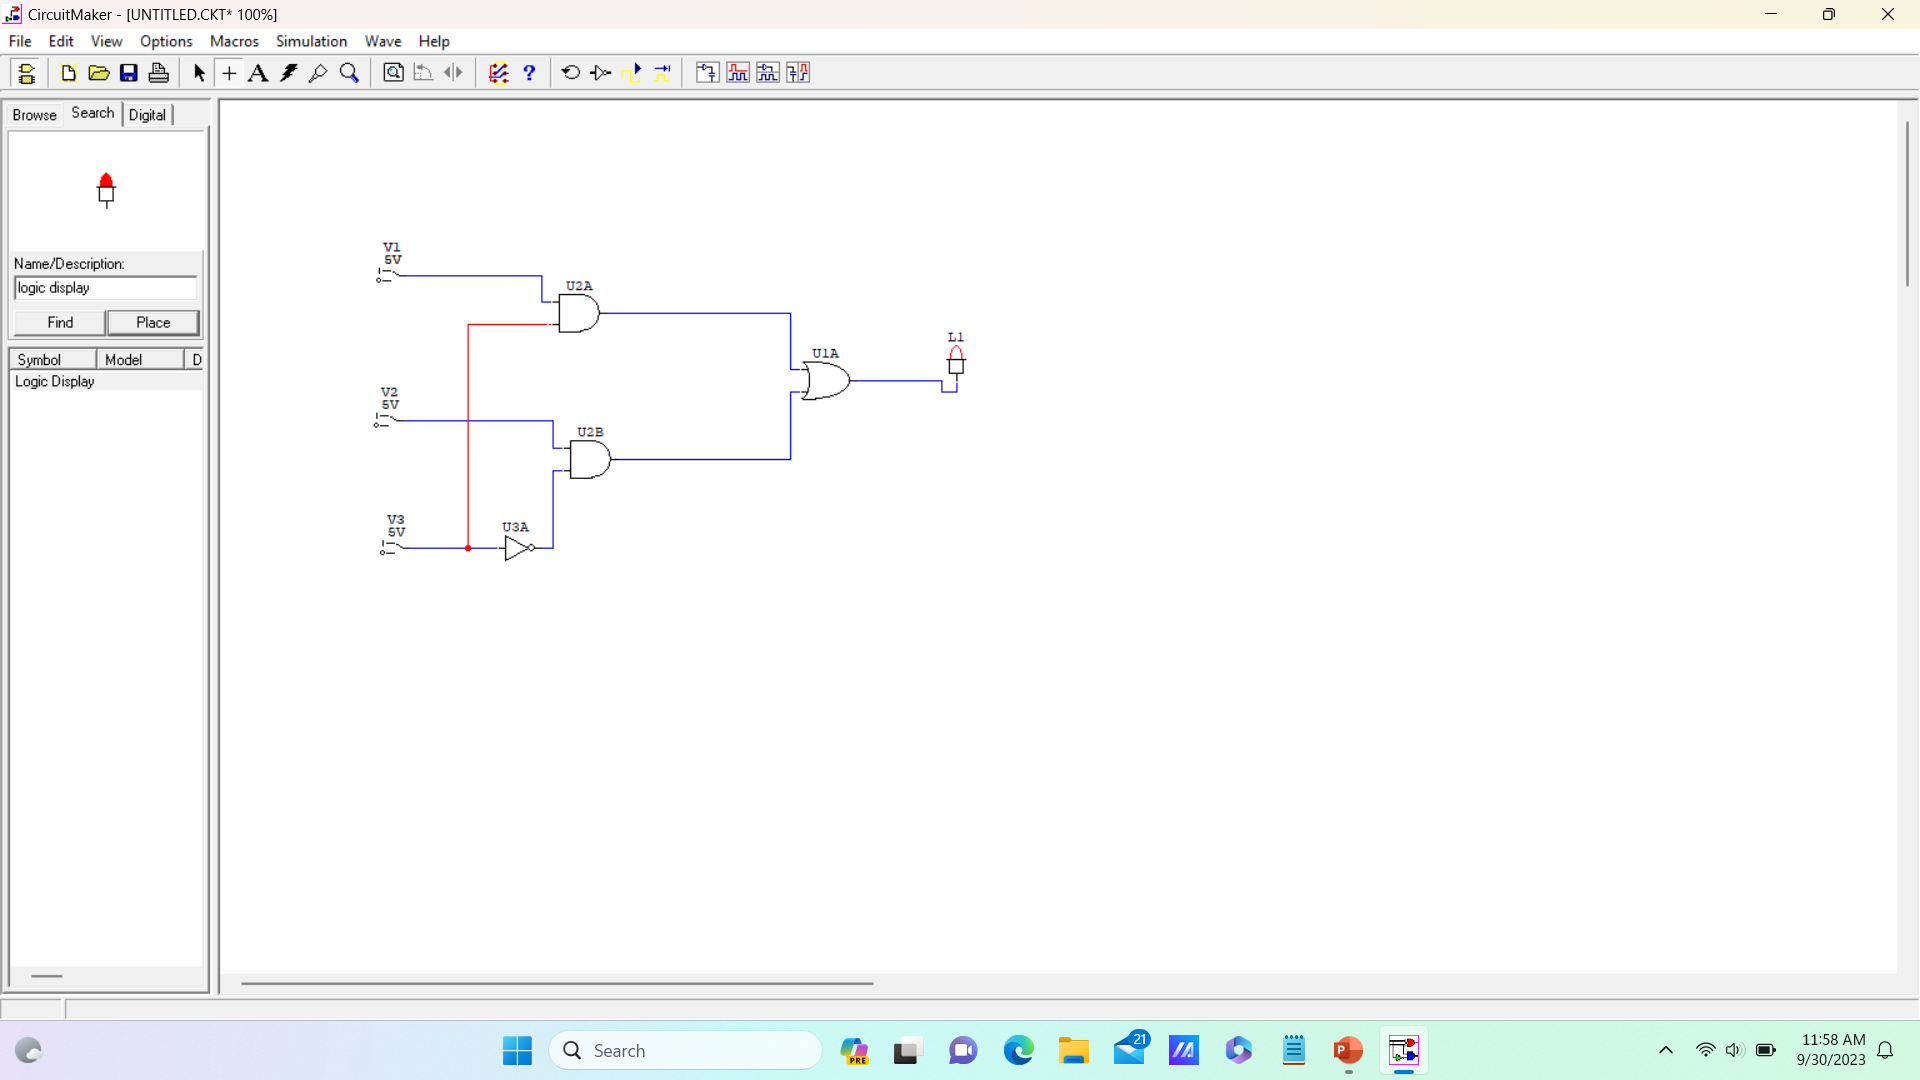 CircuitMaker - [UNTITLED.CKT* 100%]
File Edit View Options Macros Simulation Wave Help
A ?
Browse Search Digital
Name/Description:
logic display
Find Place
Symbol Model D
Logic Display
V1
5V
U2A
V2
5V
U2B
V3
5V
U3A
U1A
L1
Search
PRE
21
P
11:58 AM
9/30/2023